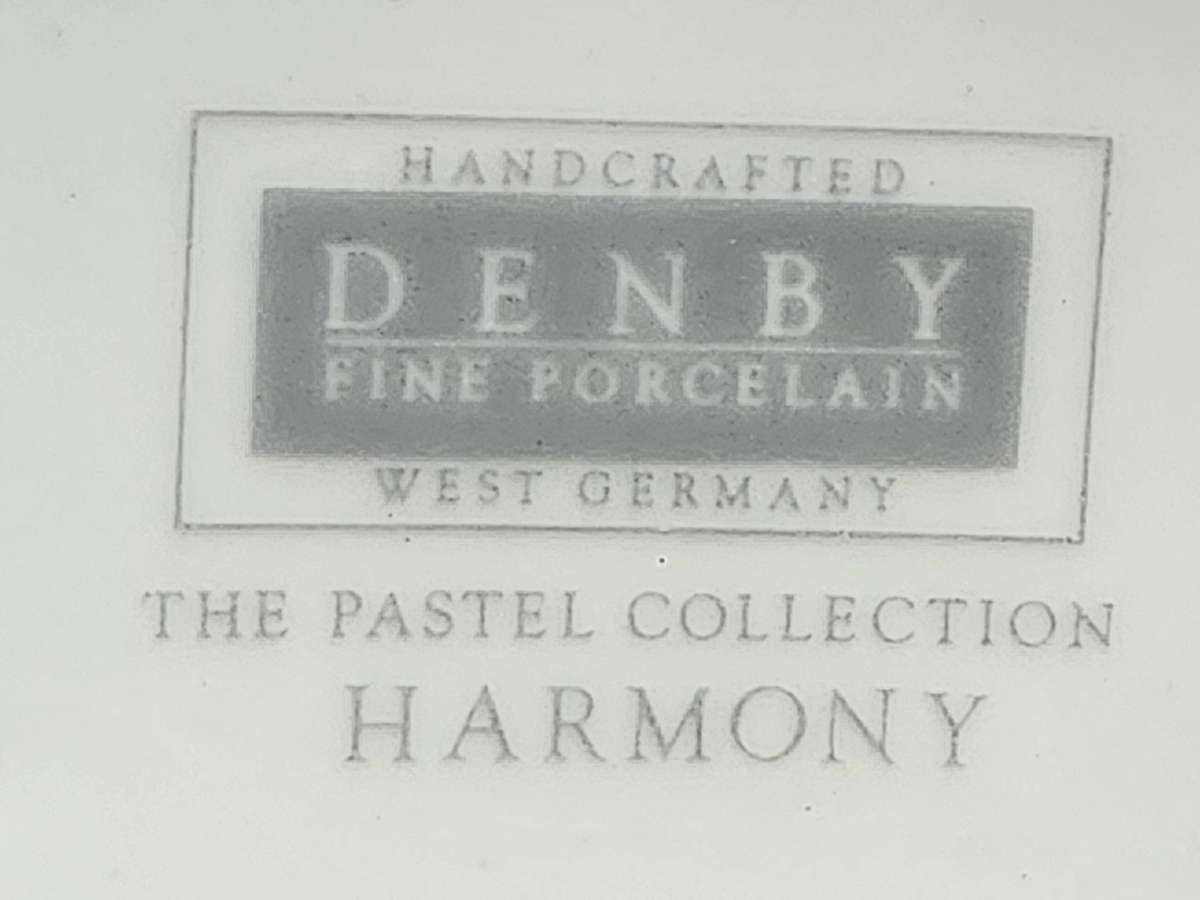 HANDCRAFTED
DENBY
FINE PORCELAIN
WEST GERMANY
THE PASTEL COLLECTION
HARMONY